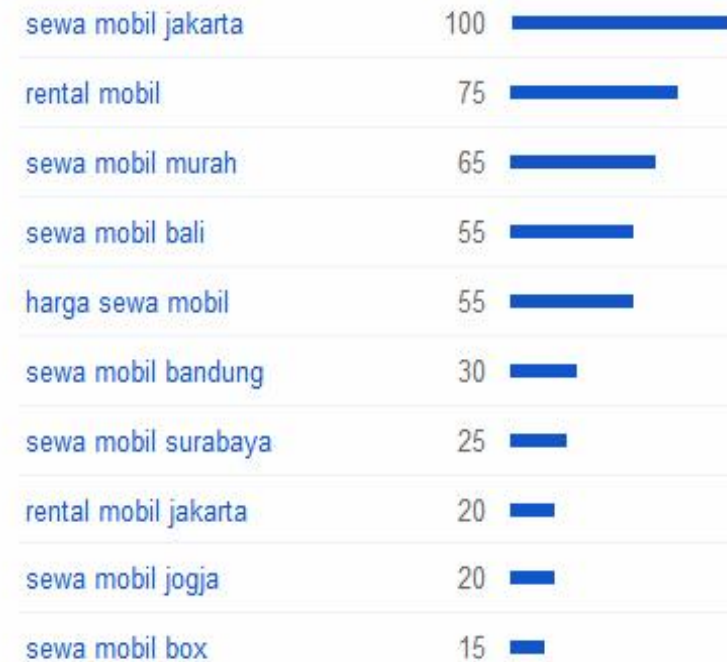 sewa mobil jakarta 100
rental mobil 75
sewa mobil murah 65
sewa mobil bali 55
harga sewa mobil 55
sewa mobil bandung 30
sewa mobil surabaya 25
rental mobil jakarta 20
sewa mobil jogja 20
sewa mobil box 15